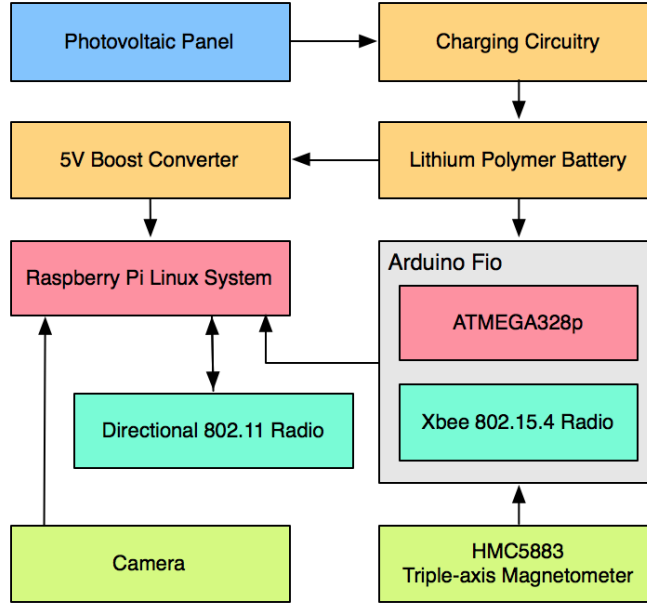 Photovoltaic Panel
Charging Circuitry
5V Boost Converter
Lithium Polymer Battery
Raspberry Pi Linux System
Arduino Fio
ATMEGA328p
Directional 802.11 Radio
Xbee 802.15.4 Radio
Camera
HMC5883
Triple-axis Magnetometer